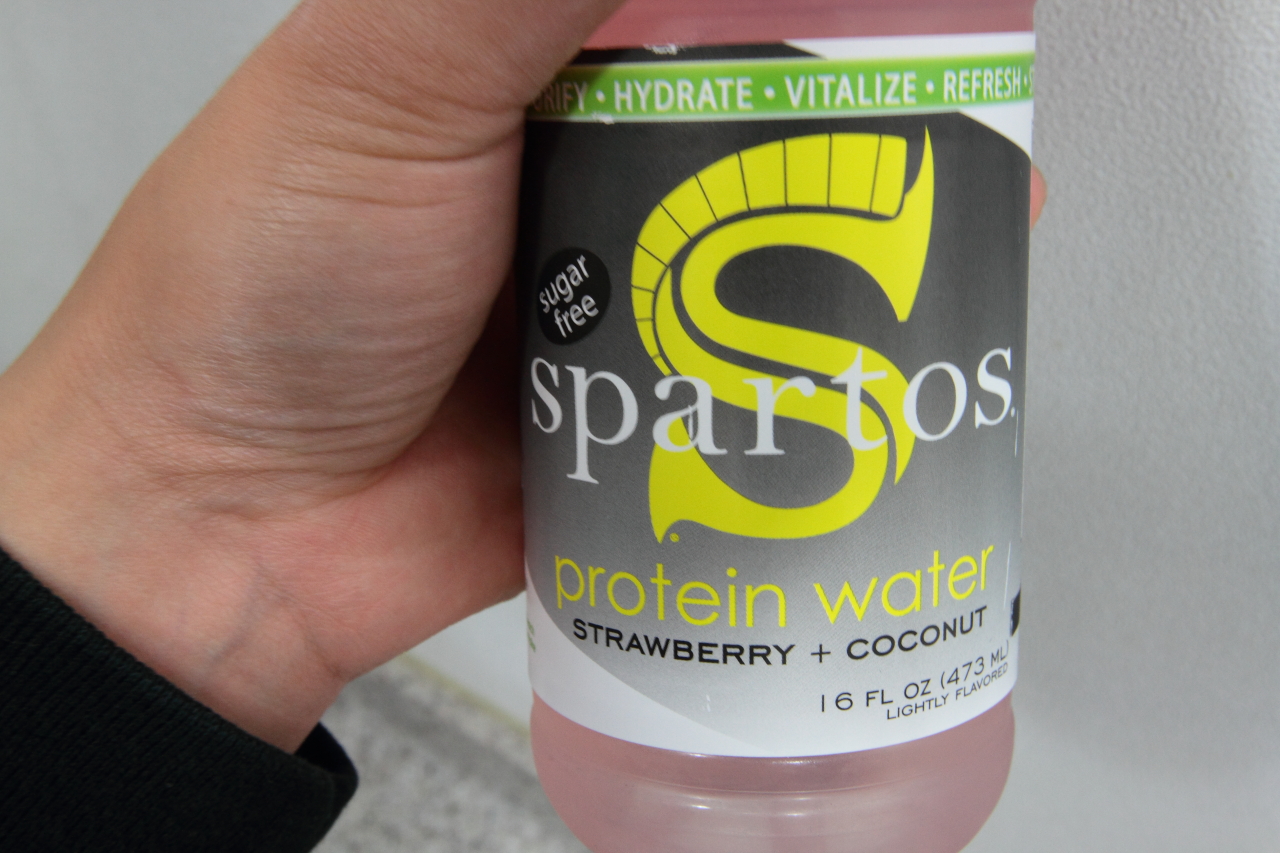 • HYDRATE • VITALIZE • REFRESH •
sugar
free
spartos
protein water
STRAWBERRY + COCONUT
16 FL OZ (473 ML)
LIGHTLY FLAVORED